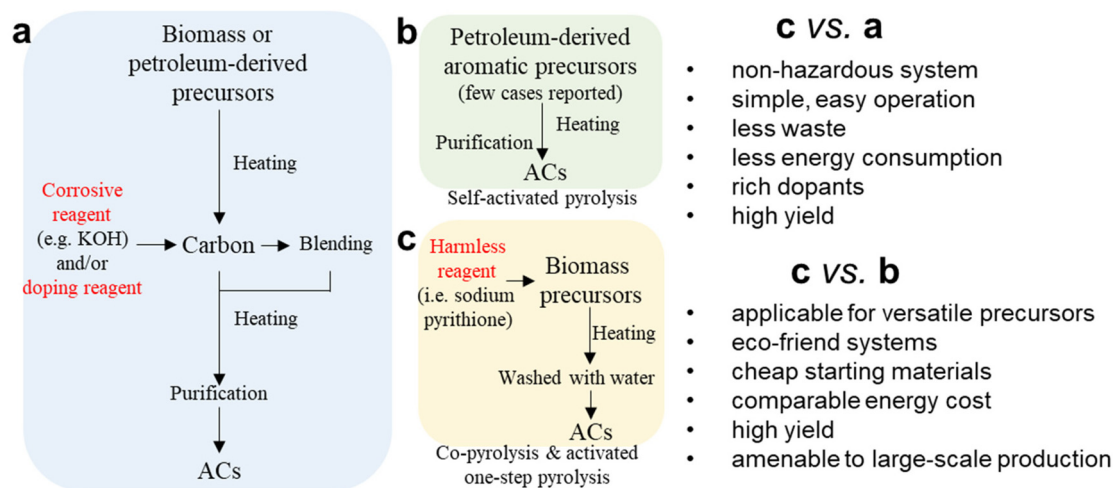 a
Biomass or
petroleum-derived
precursors
Heating
Corrosive
reagent
(e.g. KOH)
and/or
doping reagent
Carbon
Blending
Heating
Purification
ACs
b
Petroleum-derived
aromatic precursors
(few cases reported)
Heating
Purification
ACs
Self-activated pyrolysis
c
Harmless
reagent
(i.e. sodium
pyrithione)
Biomass
precursors
Heating
Washed with water
ACs
Co-pyrolysis & activated
one-step pyrolysis
c vs. a
• non-hazardous system
• simple, easy operation
• less waste
• less energy consumption
• rich dopants
• high yield
c vs. b
• applicable for versatile precursors
• eco-friend systems
• cheap starting materials
• comparable energy cost
• high yield
• amenable to large-scale production